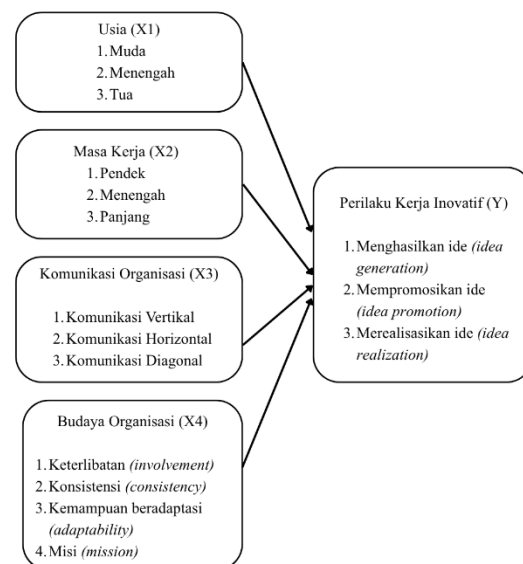 Usia (X1)
1. Muda
2. Menengah
3. Tua
Masa Kerja (X2)
1. Pendek
2. Menengah
3. Panjang
Komunikasi Organisasi (X3)
1. Komunikasi Vertikal
2. Komunikasi Horizontal
3. Komunikasi Diagonal
Budaya Organisasi (X4)
1. Keterlibatan (involvement)
2. Konsistensi (consistency)
3. Kemampuan beradaptasi
(adaptability)
4. Misi (mission)
Perilaku Kerja Inovatif (Y)
1. Menghasilkan ide (idea
generation)
2. Mempromosikan ide
(idea promotion)
3. Merealisasikan ide (idea
realization)